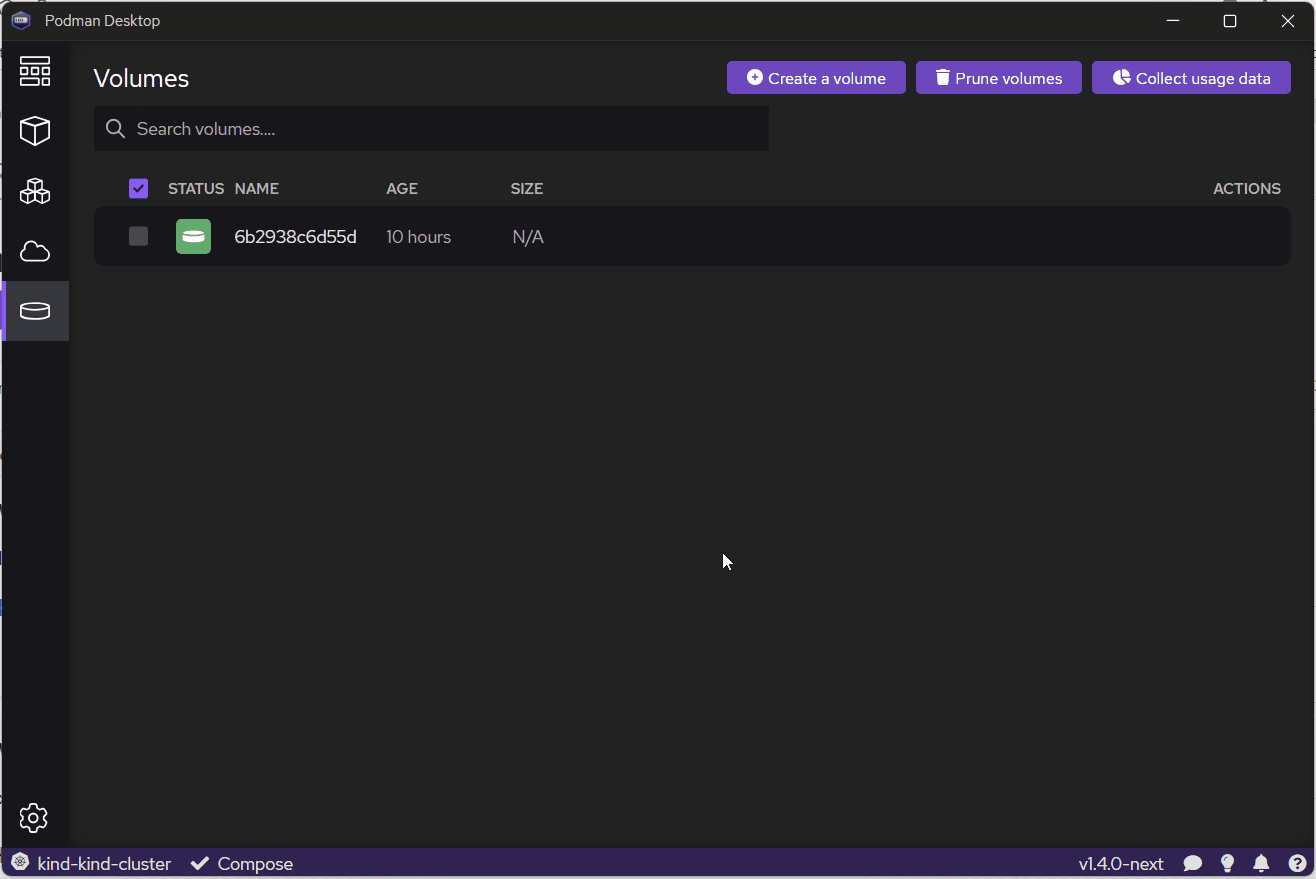 Podman Desktop
Volumes
Create a volume
Prune volumes
Collect usage data
Search volumes....
STATUS NAME AGE SIZE ACTIONS
6b2938c6d55d 10 hours N/A
kind-kind-cluster Compose v1.4.0-next